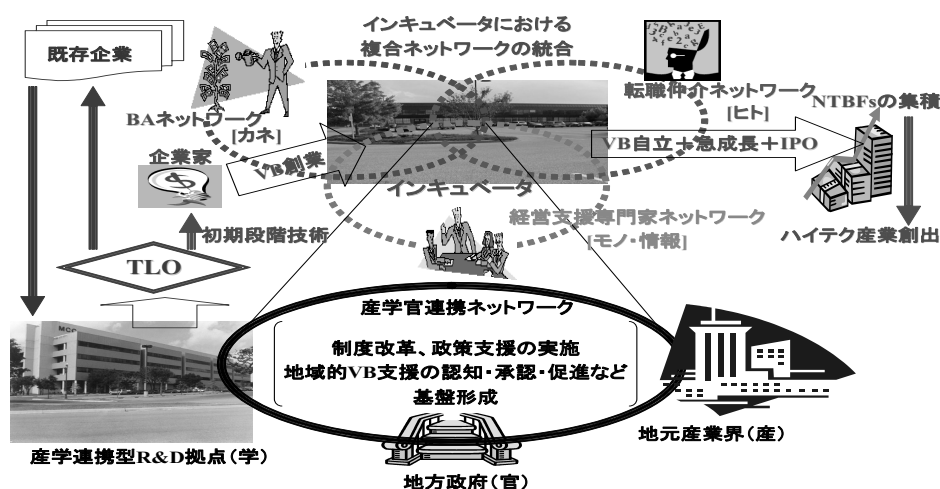 インキュベータにおける
複合ネットワークの統合
既存企業
BAネットワーク
[カネ]
転職仲介ネットワーク
[ヒト]
NTBFsの集積
企業家
VB創業
VB自立＋急成長＋IPO
インキュベータ
経営支援専門家ネットワーク
[モノ・情報]
ハイテク産業創出
初期段階技術
TLO
MCC
産学官連携ネットワーク
制度改革、政策支援の実施
地域的VB支援の認知・承認・促進など
基盤形成
産学連携型R&D拠点（学）
地元産業界（産）
地方政府（官）